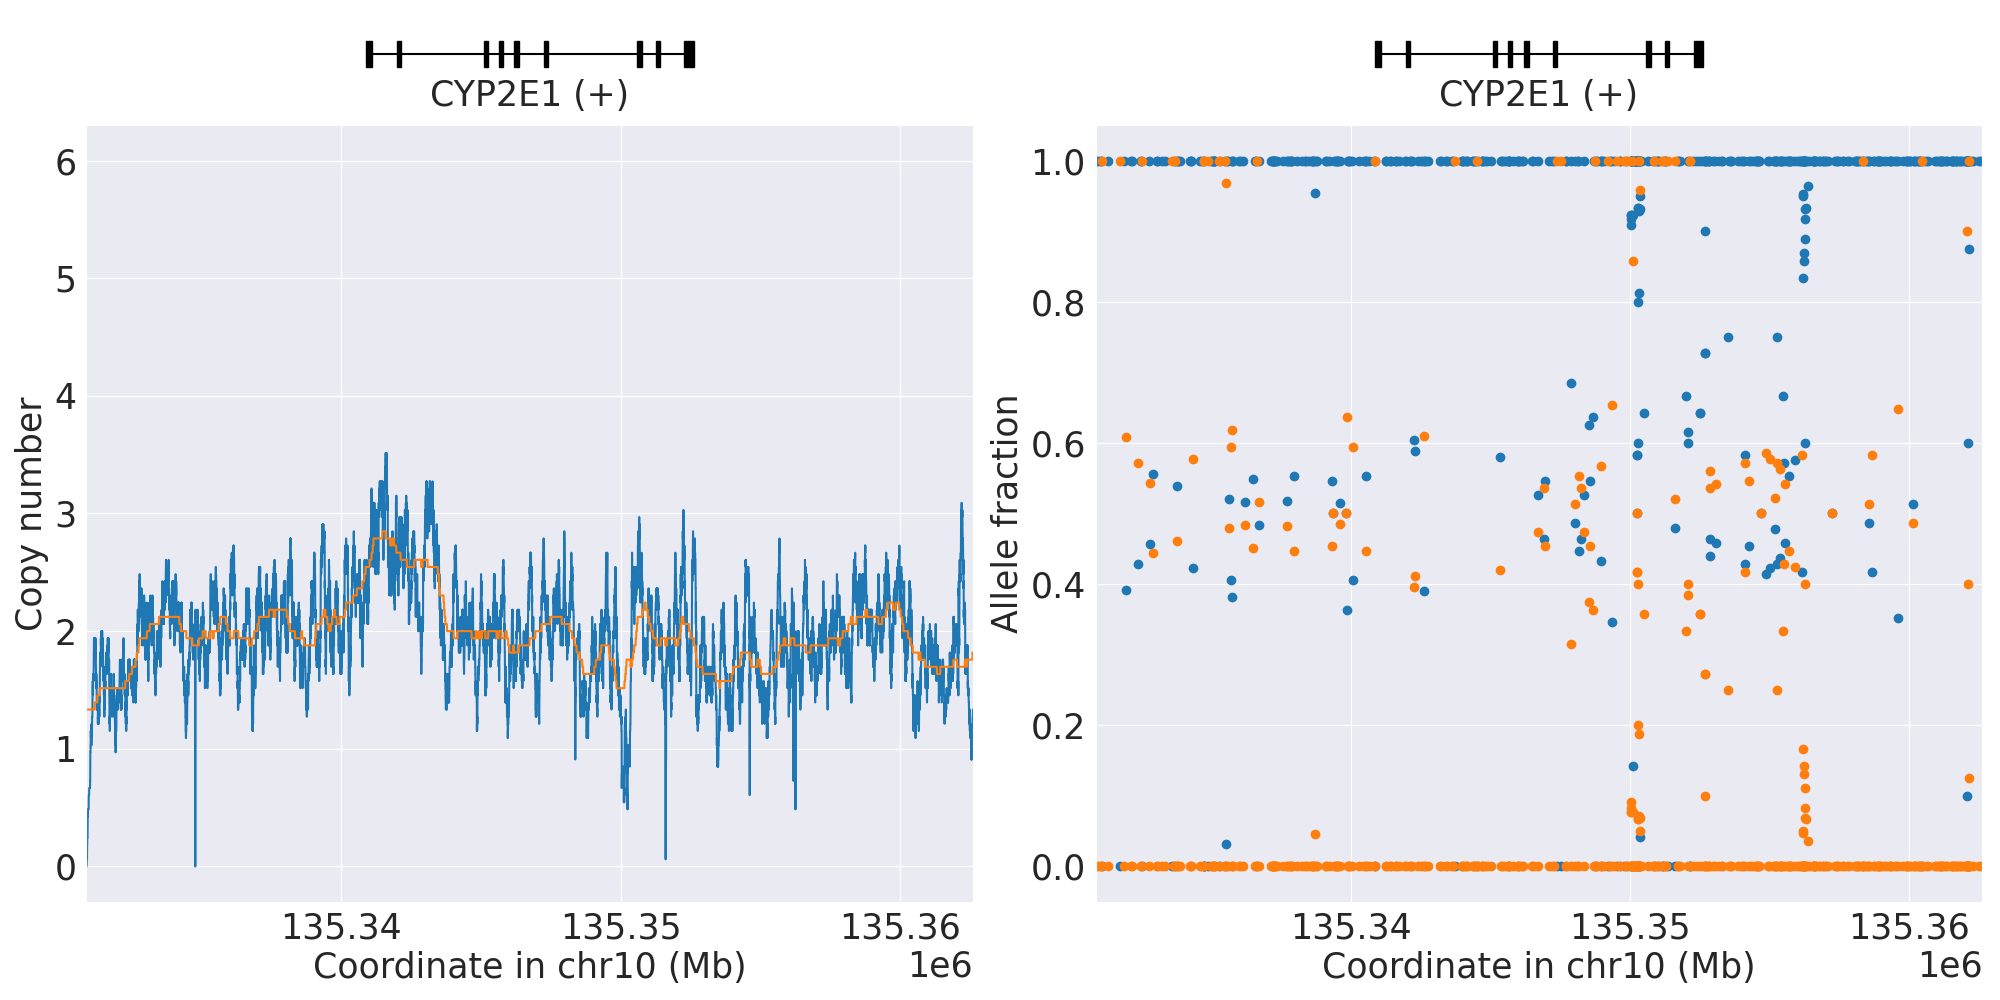 CYP2E1 (+)
CYP2E1 (+)
Copy number
6
5
4
3
2
1
0
135.34 135.35 135.36
Coordinate in chr10 (Mb)
1e6
Allele fraction
1.0
0.8
0.6
0.4
0.2
0.0
135.34 135.35 135.36
Coordinate in chr10 (Mb)
1e6